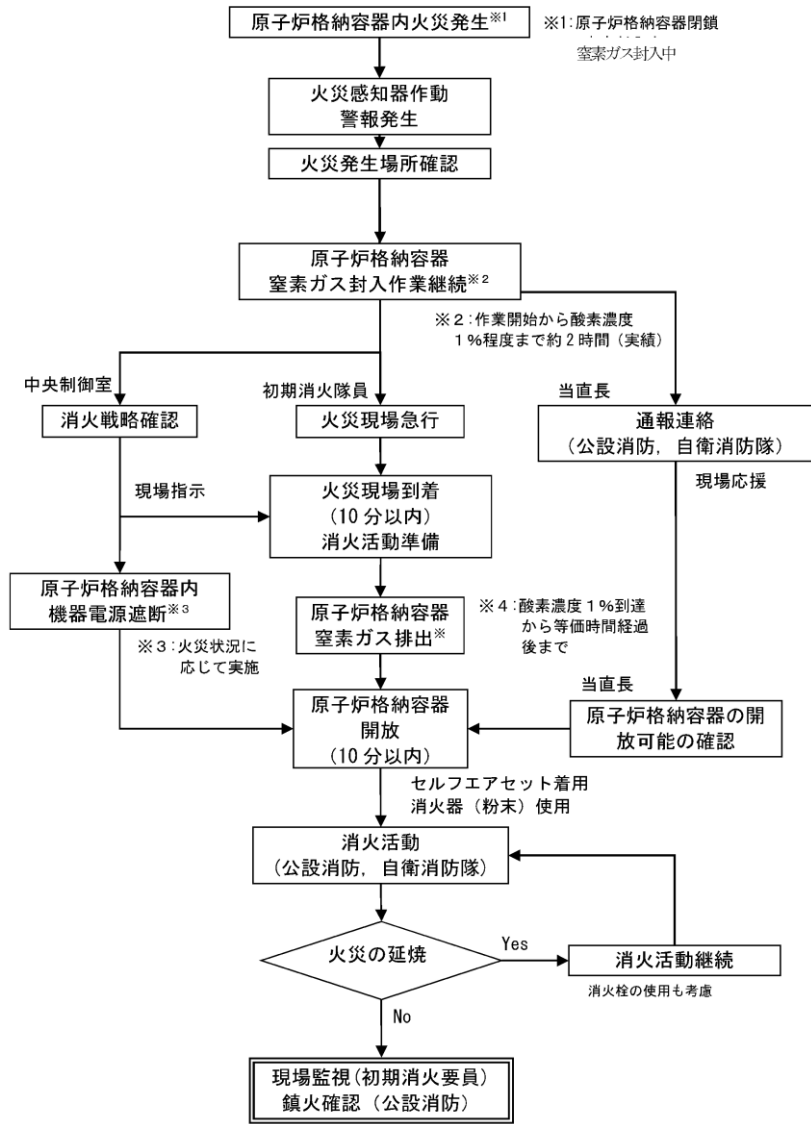 原子炉格納容器内火災発生※1
※1:原子炉格納容器閉鎖
窒素ガス封入中
火災感知器作動
警報発生
火災発生場所確認
原子炉格納容器
窒素ガス封入作業継続※2
※2:作業開始から酸素濃度
1%程度まで約2時間(実績)
中央制御室
初期消火隊員
当直長
消火戦略確認
火災現場急行
通報連絡
(公設消防,自衛消防隊)
現場指示
火災現場到着
(10分以内)
消火活動準備
現場応援
原子炉格納容器内
機器電源遮断※3
※3:火災状況に
応じて実施
原子炉格納容器
窒素ガス排出※
※4:酸素濃度1%到達
から等価時間経過
後まで
当直長
原子炉格納容器
開放
(10分以内)
原子炉格納容器の開
放可能の確認
セルフエアセット着用
消火器(粉末)使用
消火活動
(公設消防,自衛消防隊)
火災の延焼
Yes
消火活動継続
消火栓の使用も考慮
No
現場監視(初期消火要員)
鎮火確認(公設消防)